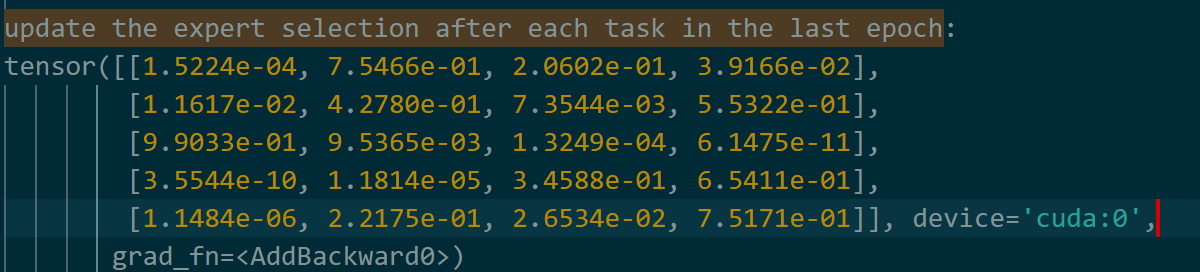 update the expert selection after each task in the last epoch:
tensor([[1.5224e-04, 7.5466e-01, 2.0602e-01, 3.9166e-02],
[1.1617e-02, 4.2780e-01, 7.3544e-03, 5.5322e-01],
[9.9033e-01, 9.5365e-03, 1.3249e-04, 6.1475e-11],
[3.5544e-10, 1.1814e-05, 3.4588e-01, 6.5411e-01],
[1.1484e-06, 2.2175e-01, 2.6534e-02, 7.5171e-01]], device='cuda:0',
grad_fn=<AddBackward0>)